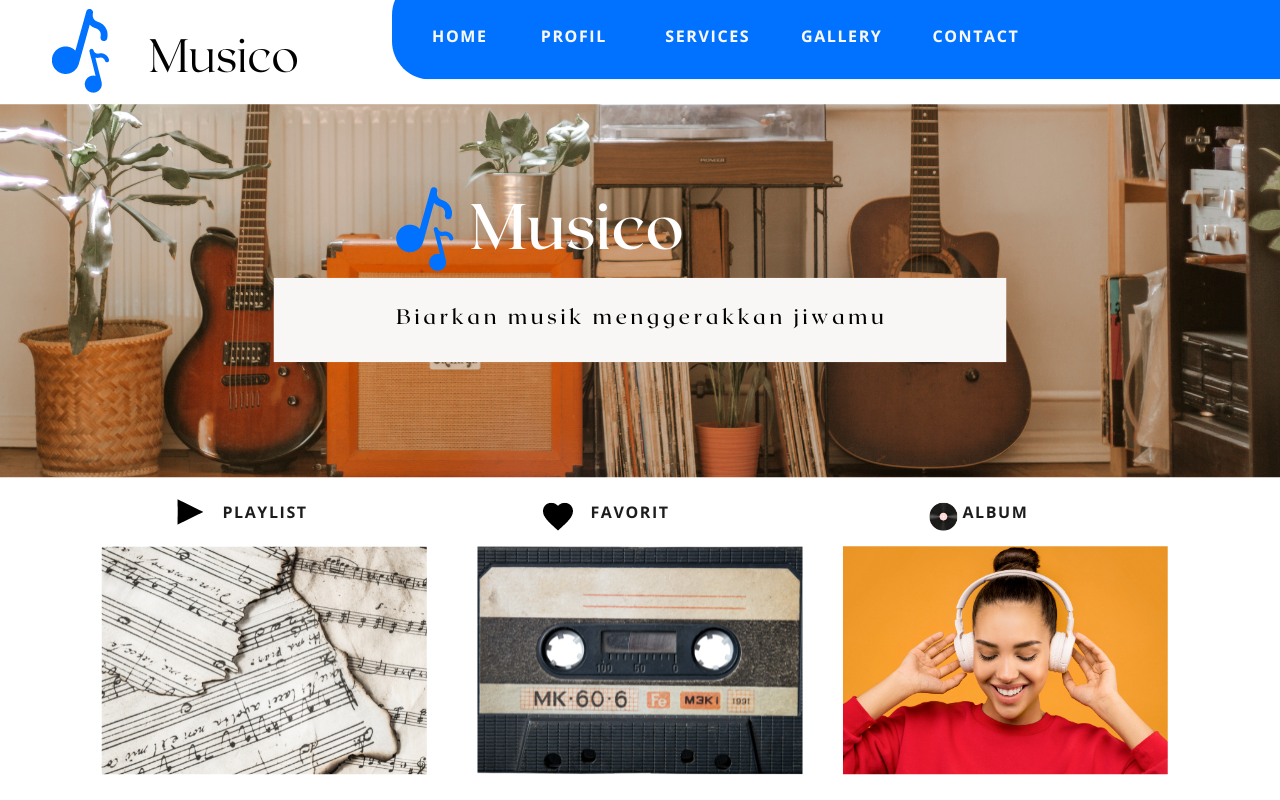 Musico
HOME PROFIL SERVICES GALLERY CONTACT
PIONEER
Musico
Biarkan musik menggerakkan jiwamu
PLAYLIST FAVORIT ALBUM
100 50 0
MK·60·6 Fe МЭКI 1991